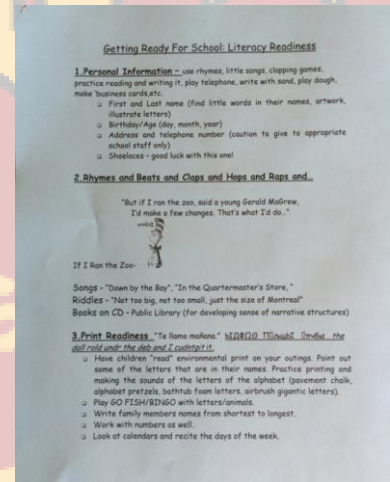 Getting Ready For School: Literacy Readiness
1.Personal Information – use rhymes, little songs, clapping games,
practice reading and writing it, play telephone, write with sand, play dough,
make 'business cards,etc.
First and Last name (find little words in their names, artwork,
illustrate letters)
Birthday/Age (day, month, year)
Address and telephone number (caution to give to appropriate
school staff only)
Shoelaces – good luck with this one!
2.Rhymes and Beats and Claps and Hops and Raps and…
"But if I ran the zoo, said a young Gerald MaGrew,
I'd make a few changes. That's what I'd do…"
If I Ran the Zoo-
Songs – "Down by the Bay", "In the Quartermaster's Store, "
Riddles – "Not too big, not too small, just the size of Montreal"
Books on CD – Public Library (for developing sense of narrative structures)
3.Print Readiness "Te llamo mañana." the
dall rold undr the deb and I
Have children "read" environmental print on your outings. Point out
some of the letters that are in their names. Practice printing and
making the sounds of the letters of the alphabet (pavement chalk,
alphabet pretzels, bathtub foam letters, airbrush gigantic letters).
Play GO FISH/BINGO with letters/animals.
Write family members names from shortest to longest.
Work with numbers as well.
Look at calendars and recite the days of the week.